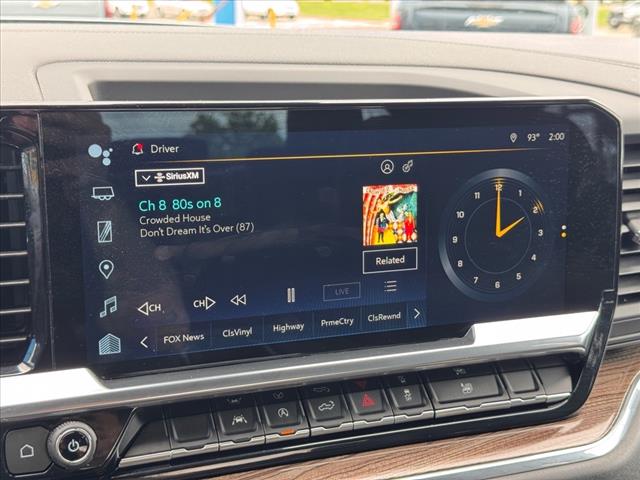 Driver
93° 2:00
SiriusXM
Ch 8 80s on 8
Crowded House
Don't Dream It's Over (87)
Related
12
1
2
3
4
5
6
7
8
9
10
11
CH
CH
LIVE
FOX News ClsVinyl Highway PrmeCtry ClsRewnd